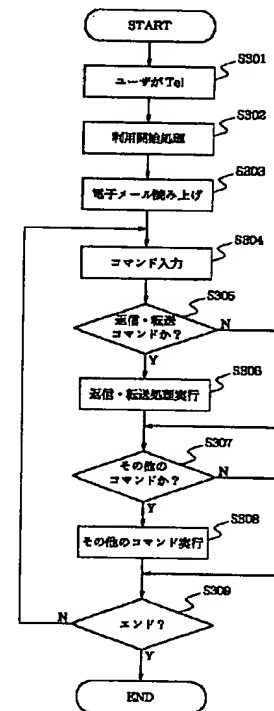 START
S301
ユーザがTel
S302
利用開始処理
S303
電子メール読み上げ
S304
コマンド入力
S305
返信・転送
コマンドか？
N
Y
S306
返信・転送処理実行
S307
その他の
コマンドか？
N
Y
S308
その他のコマンド実行
S309
エンド？
N
Y
END